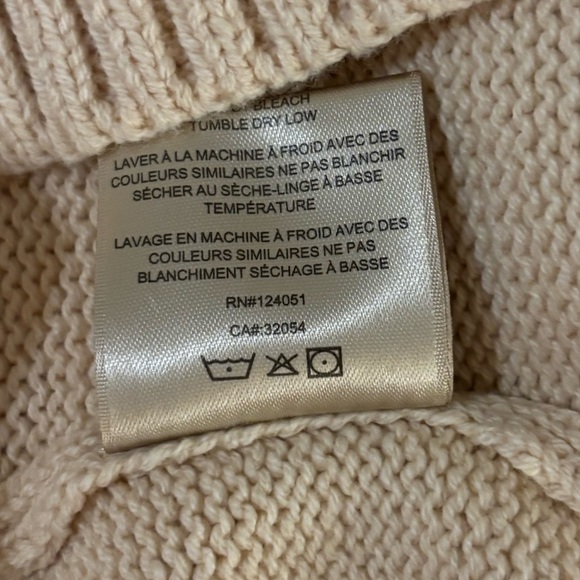 BLEACH
TUMBLE DRY LOW
LAVER À LA MACHINE À FROID AVEC DES
COULEURS SIMILAIRES NE PAS BLANCHIR
SÉCHER AU SÈCHE-LINGE À BASSE
TEMPÉRATURE
LAVAGE EN MACHINE À FROID AVEC DES
COULEURS SIMILAIRES NE PAS
BLANCHIMENT SÉCHAGE À BASSE
RN#124051
CA#:32054